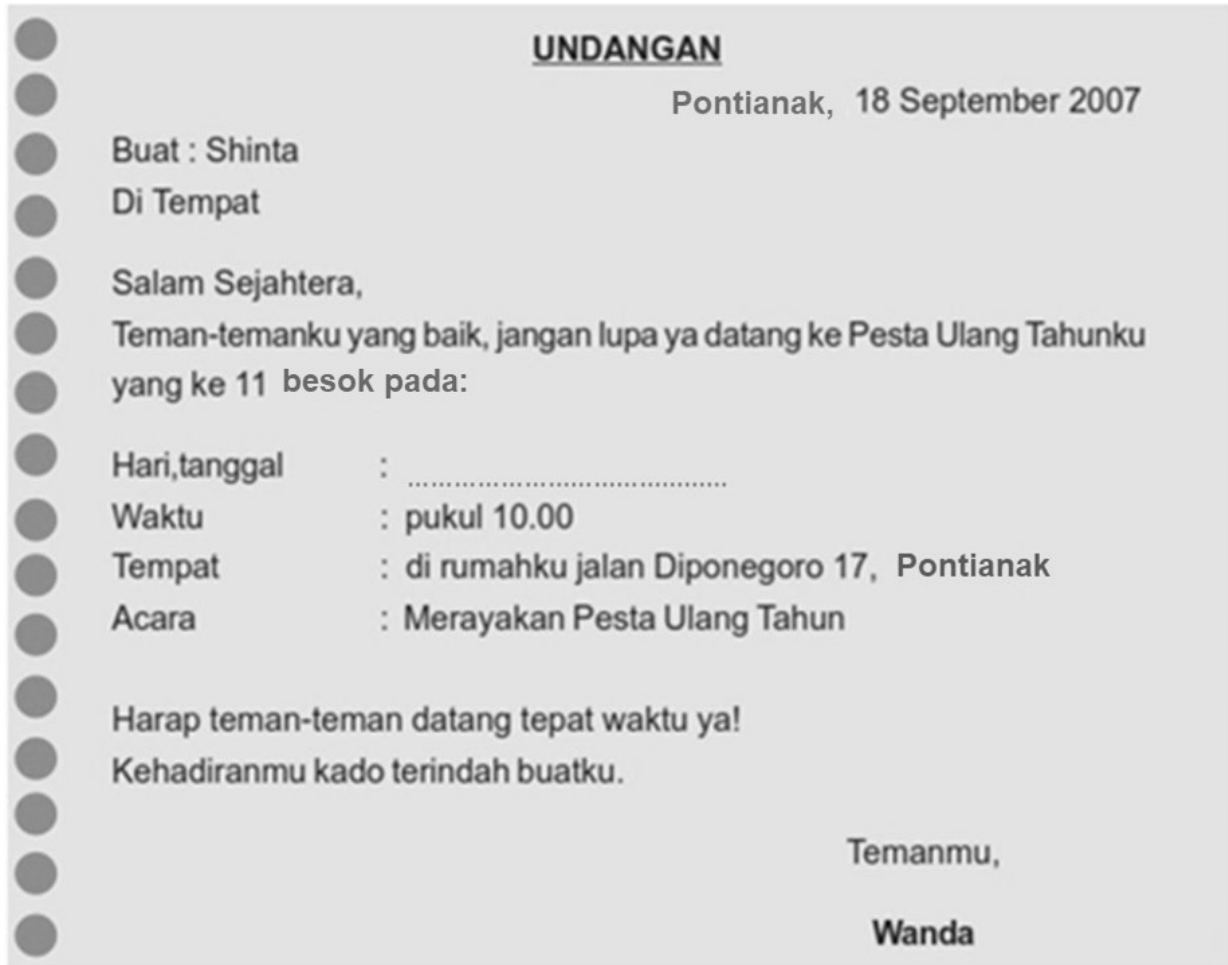 UNDANGAN
Pontianak, 18 September 2007
Buat : Shinta
Di Tempat
Salam Sejahtera,
Teman-temanku yang baik, jangan lupa ya datang ke Pesta Ulang Tahunku
yang ke 11 besok pada:
Hari,tanggal : ..........................................
Waktu : pukul 10.00
Tempat : di rumahku jalan Diponegoro 17, Pontianak
Acara : Merayakan Pesta Ulang Tahun
Harap teman-teman datang tepat waktu ya!
Kehadiranmu kado terindah buatku.
Temanmu,
Wanda